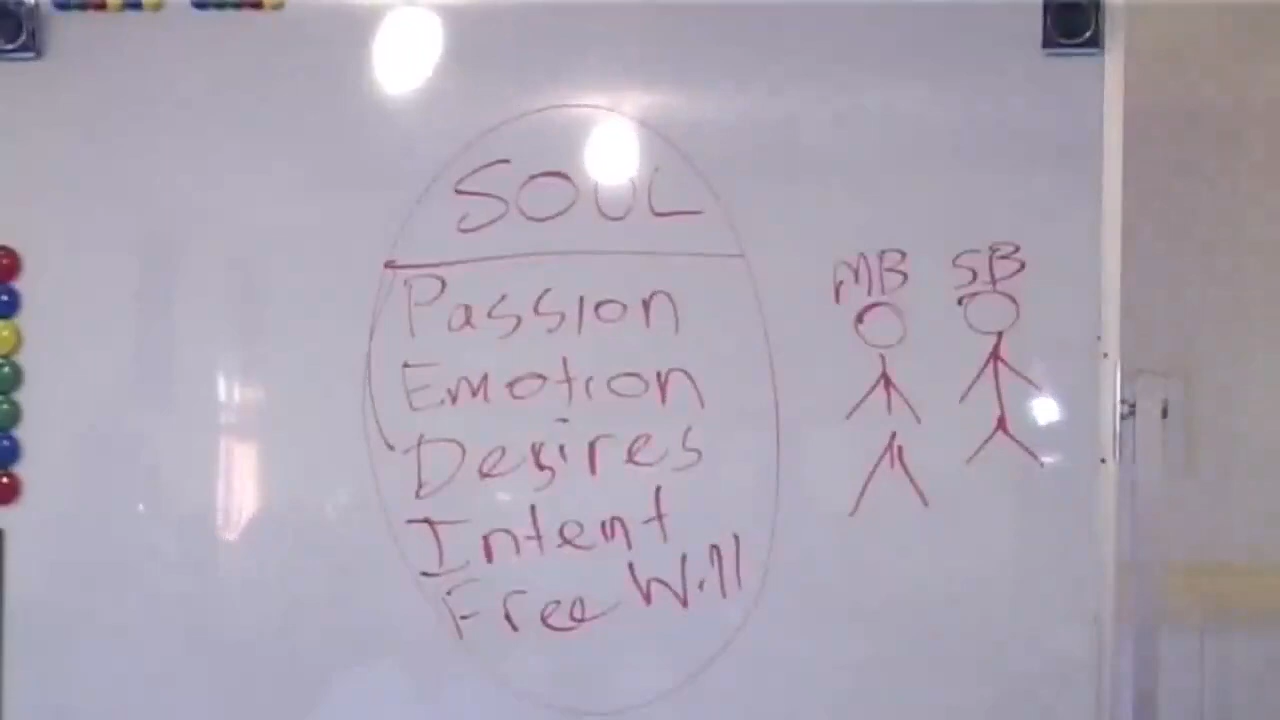 SOUL
Passion
Emotion
Desires
Intent
Free Will
MB SB